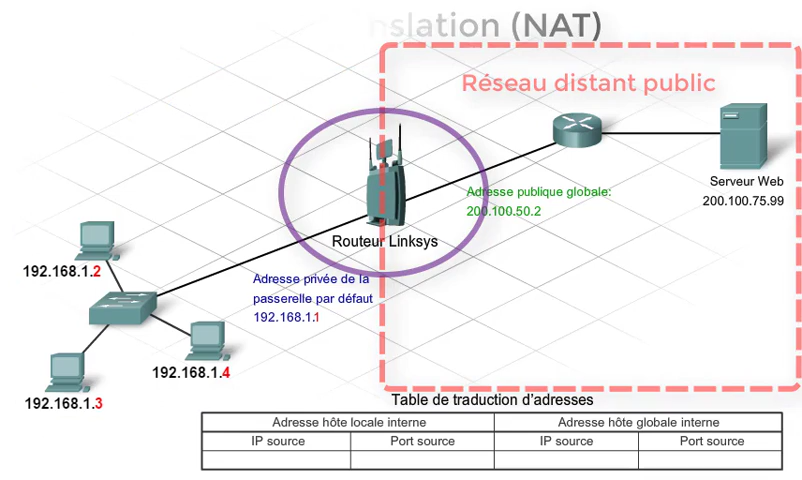 nslation (NAT)
Réseau distant public
Serveur Web
200.100.75.99
Adresse publique globale:
200.100.50.2
Routeur Linksys
192.168.1.2
Adresse privée de la
passerelle par défaut
192.168.1.1
192.168.1.4
192.168.1.3
Table de traduction d'adresses
Adresse hôte locale interne Adresse hôte globale interne
IP source Port source IP source Port source